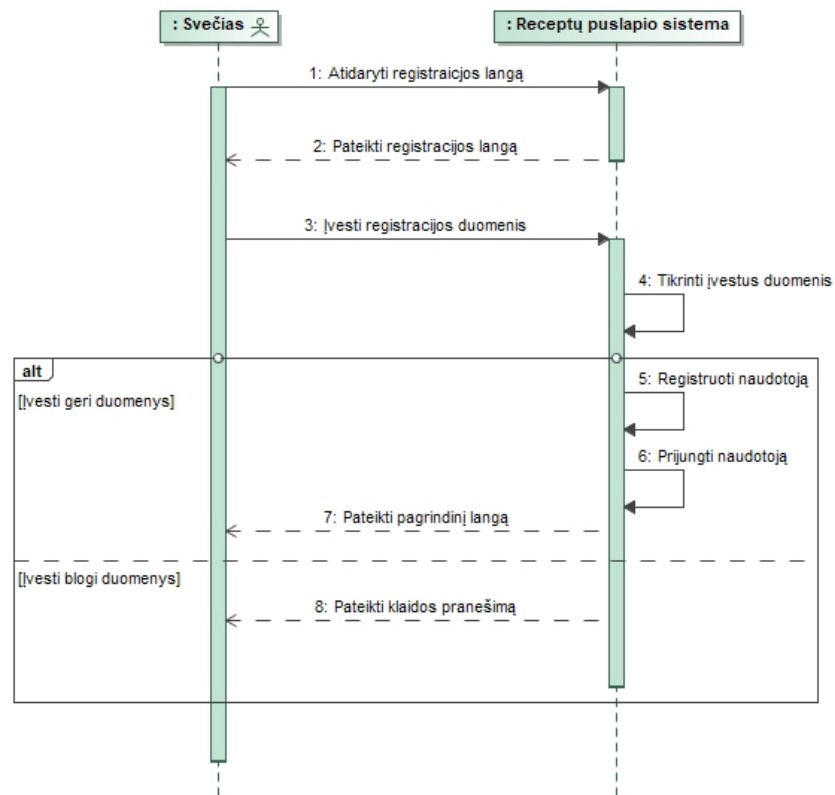 : Svečias
: Receptų puslapio sistema
1: Atidaryti registraicjos langą
2: Pateikti registracijos langą
3: Įvesti registracijos duomenis
4: Tikrinti įvestus duomenis
alt
5: Registruoti naudotoją
[Įvesti geri duomenys]
6: Prijungti naudotoją
7: Pateikti pagrindinį langą
[Įvesti blogi duomenys]
8: Pateikti klaidos pranešimą